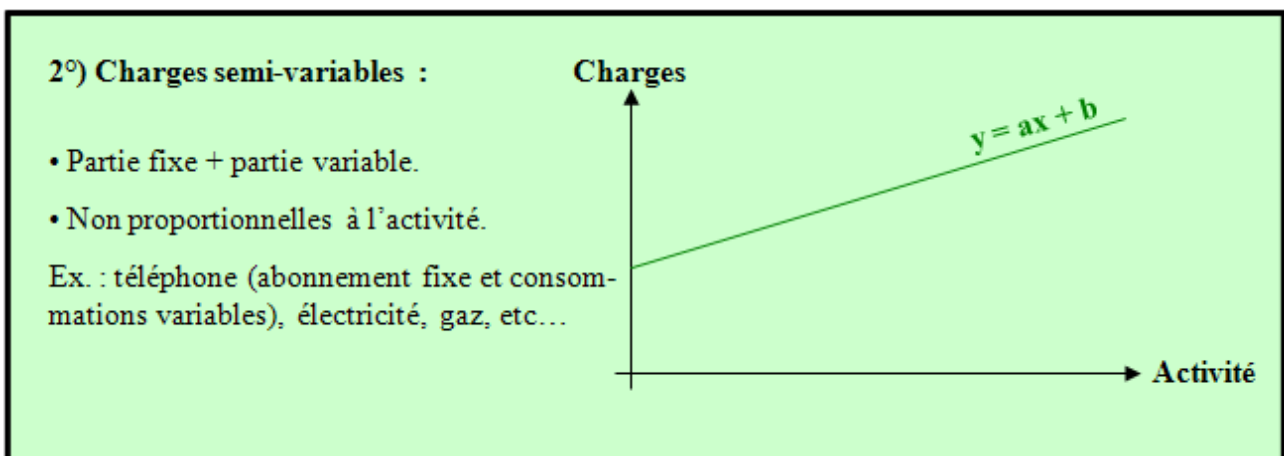 2°) Charges semi-variables :
Charges
y = ax + b
• Partie fixe + partie variable.
• Non proportionnelles à l’activité.
Ex. : téléphone (abonnement fixe et consom-
mations variables), électricité, gaz, etc…
Activité